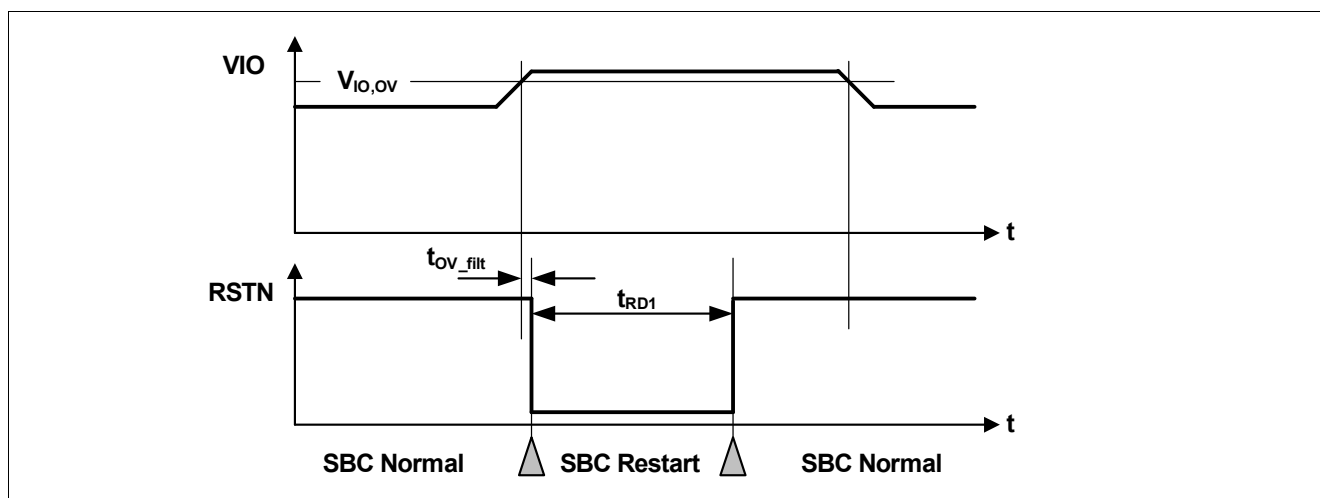 VIO
VIO,OV
t
tOV_filt
RSTN
tRD1
t
SBC Normal
SBC Restart
SBC Normal